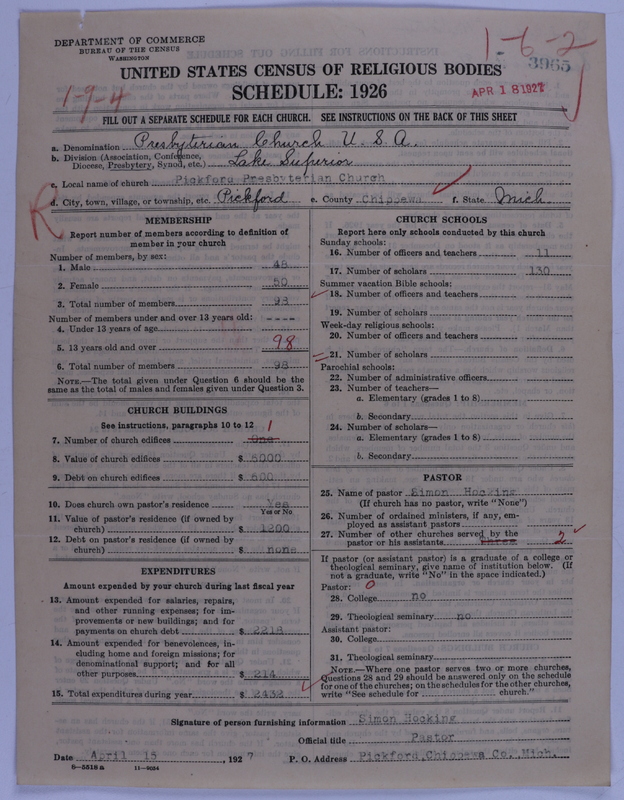 DEPARTMENT OF COMMERCE
BUREAU OF THE CENSUS
WASHINGTON
1-6-2
3965
UNITED STATES CENSUS OF RELIGIOUS BODIES
1-9-4
SCHEDULE: 1926
APR 18 1927
FILL OUT A SEPARATE SCHEDULE FOR EACH CHURCH. SEE INSTRUCTIONS ON THE BACK OF THIS SHEET
a. Denomination Presbyterian Church U. S. A.
b. Division (Association, Conference, Diocese, Presbytery, Synod, etc.) Lake Superior
c. Local name of church Pickford Presbyterian Church
d. City, town, village, or township, etc. Pickford e. County Chippewa f. State Mich
R
MEMBERSHIP
Report number of members according to definition of
member in your church
Number of members, by sex:
1. Male 48
2. Female 50
3. Total number of members 98
Number of members under and over 13 years old:
4. Under 13 years of age ----
5. 13 years old and over 98
6. Total number of members 98
NOTE.—The total given under Question 6 should be the
same as the total of males and females given under Question 3.
CHURCH BUILDINGS
See instructions, paragraphs 10 to 12
7. Number of church edifices One 1
8. Value of church edifices $ 5000
9. Debt on church edifices $ 500
10. Does church own pastor's residence Yes
Yes or No
11. Value of pastor's residence (if owned by
church) $ 1200
12. Debt on pastor's residence (if owned by
church) $ none
EXPENDITURES
Amount expended by your church during last fiscal year
13. Amount expended for salaries, repairs,
and other running expenses; for im-
provements or new buildings; and for
payments on church debt $ 2218
14. Amount expended for benevolences, in-
cluding home and foreign missions; for
denominational support; and for all
other purposes $ 214
15. Total expenditures during year $ 2432
CHURCH SCHOOLS
Report here only schools conducted by this church
Sunday schools:
16. Number of officers and teachers 11
17. Number of scholars 130
Summer vacation Bible schools:
18. Number of officers and teachers
19. Number of scholars
Week-day religious schools:
20. Number of officers and teachers
21. Number of scholars
Parochial schools:
22. Number of administrative officers
23. Number of teachers—
a. Elementary (grades 1 to 8)
b. Secondary
24. Number of scholars—
a. Elementary (grades 1 to 8)
b. Secondary
PASTOR
25. Name of pastor Simon Hocking
(If church has no pastor, write "None")
26. Number of ordained ministers, if any, em-
ployed as assistant pastors
27. Number of other churches served by the
pastor or his assistants Three 2
If pastor (or assistant pastor) is a graduate of a college or
theological seminary, give name of institution below. (If
not a graduate, write "No" in the space indicated.)
Pastor: 0
28. College no
29. Theological seminary no
Assistant pastor:
30. College
31. Theological seminary
NOTE.—Where one pastor serves two or more churches,
Questions 28 and 29 should be answered only on the schedule
for one of the churches; on the schedules for the other churches,
write "See schedule for church."
Signature of person furnishing information Simon Hocking
Official title Pastor
Date April 15, 1927 P. O. Address Pickford, Chippewa Co, Mich.
6—5518a 11—9054